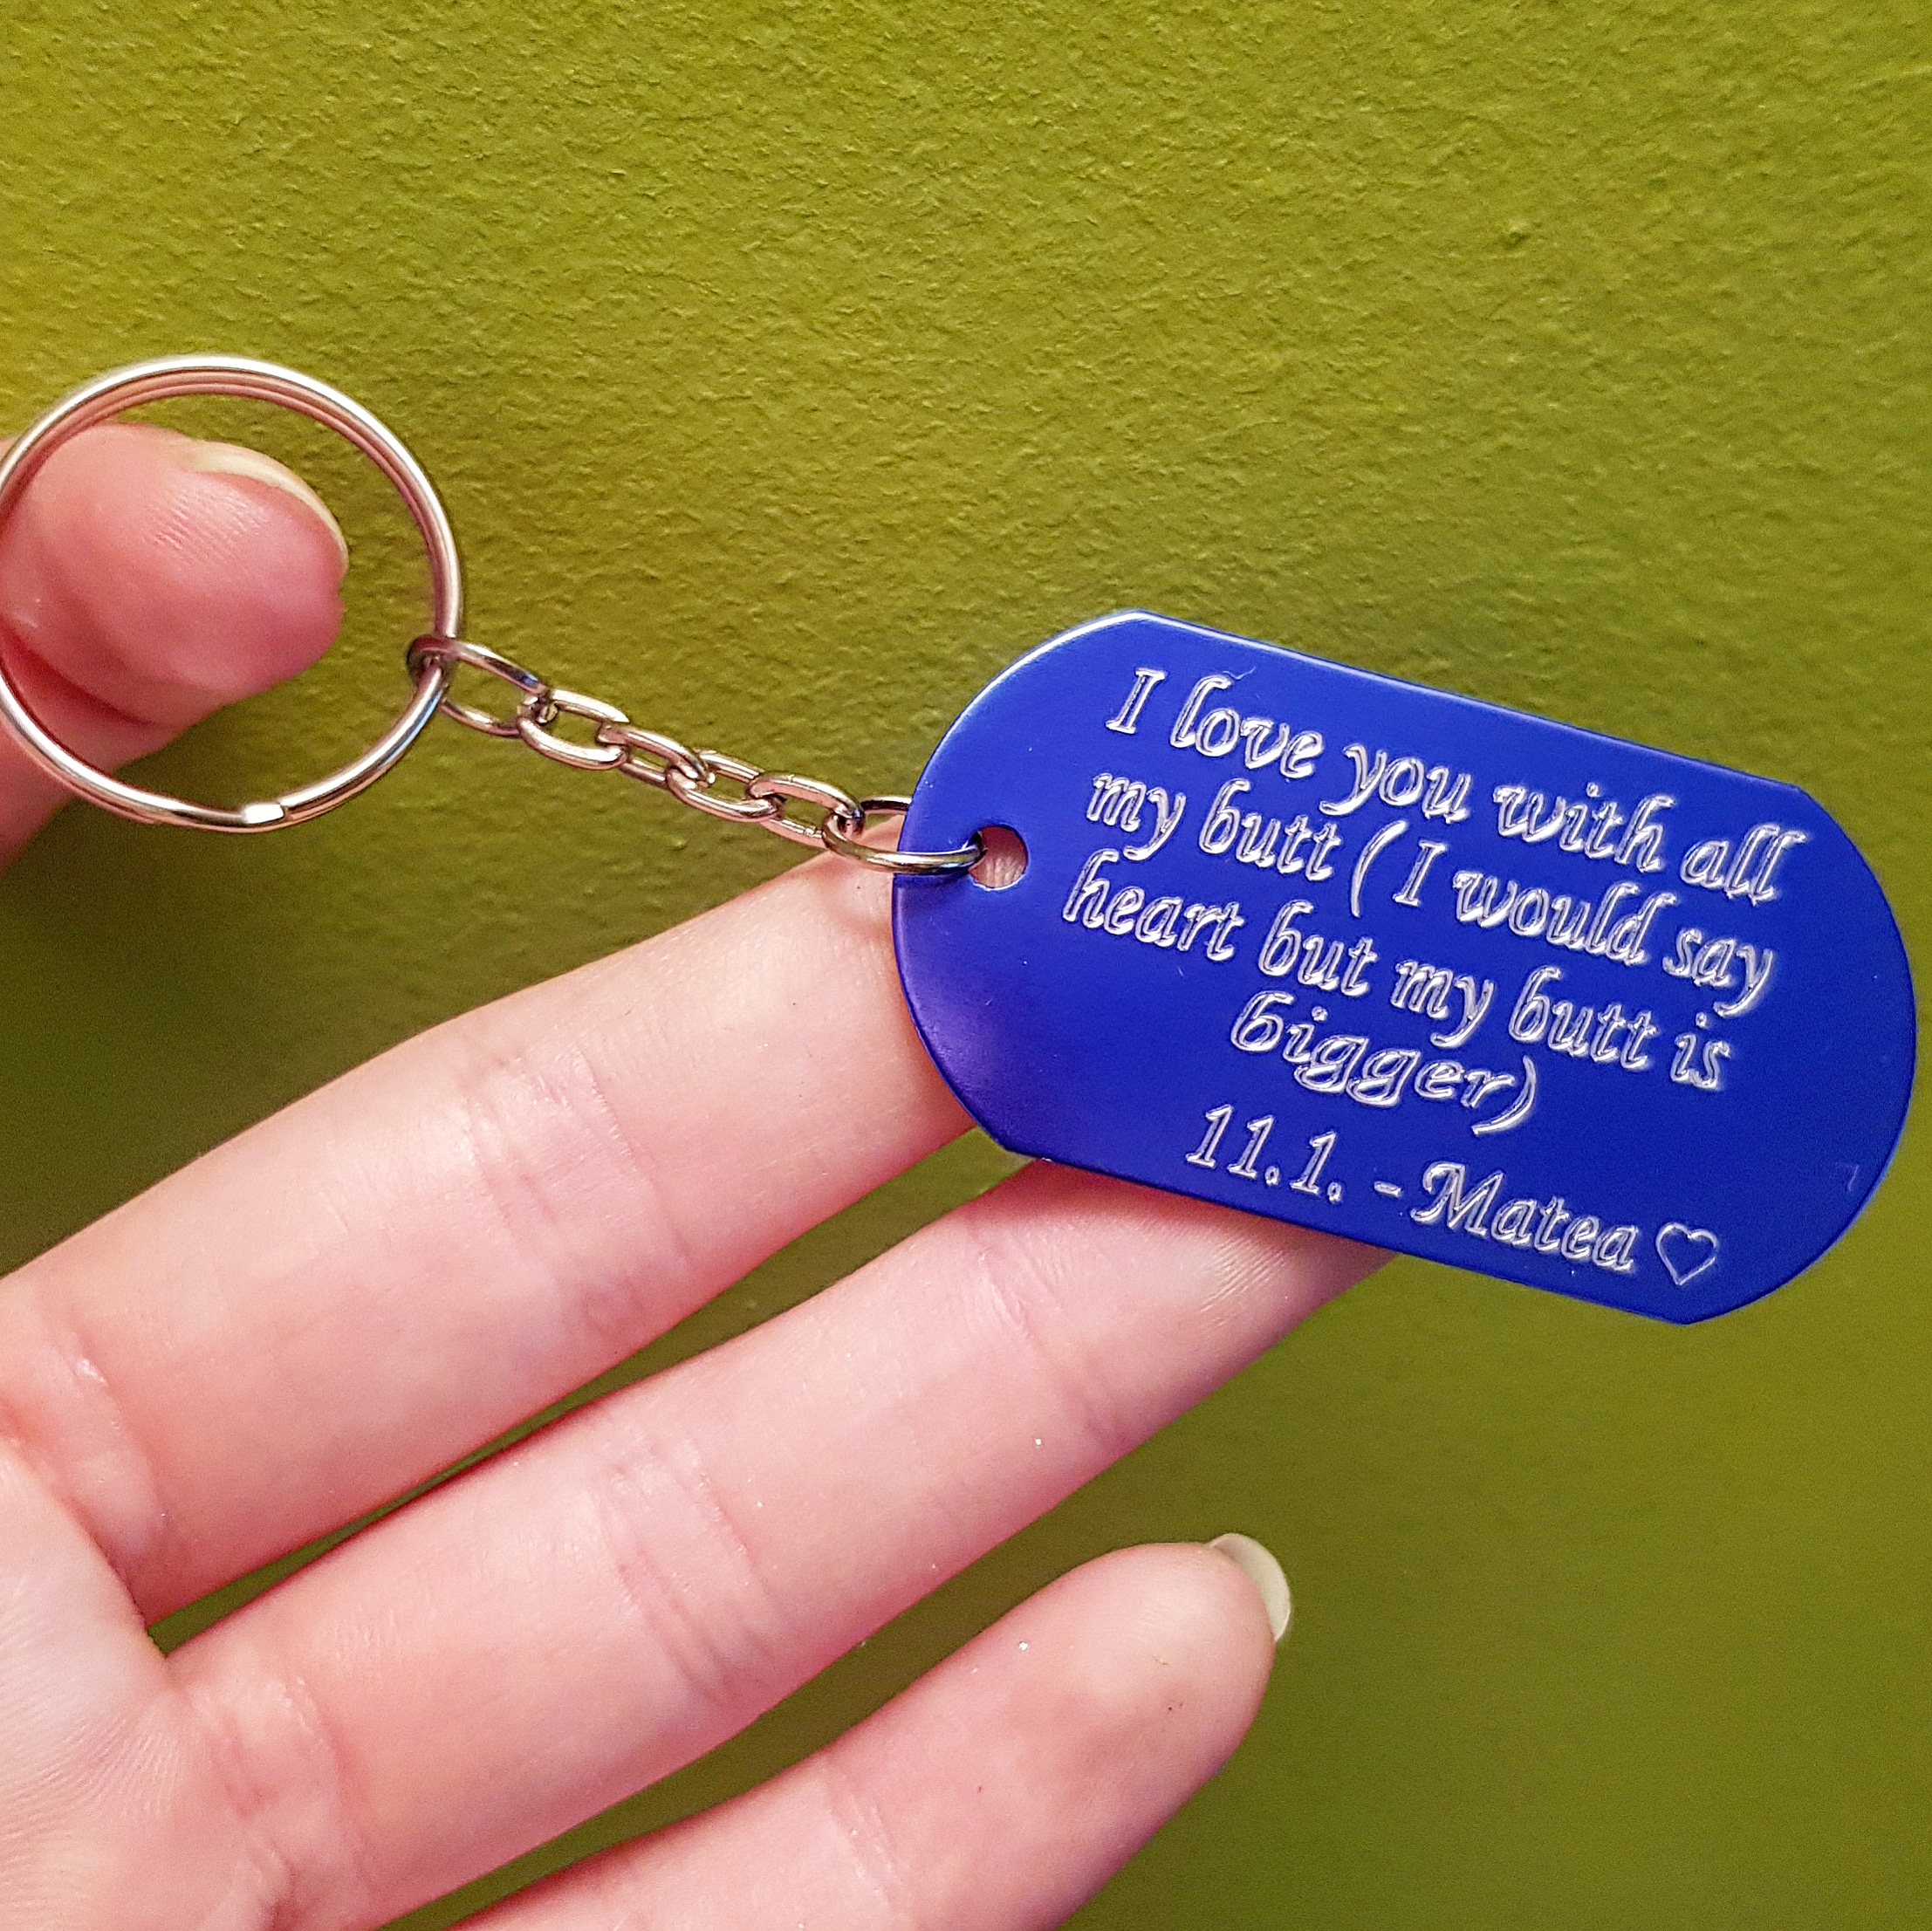 I love you with all
my butt ( I would say
heart but my butt is
bigger)
11.1. - Matea ♡